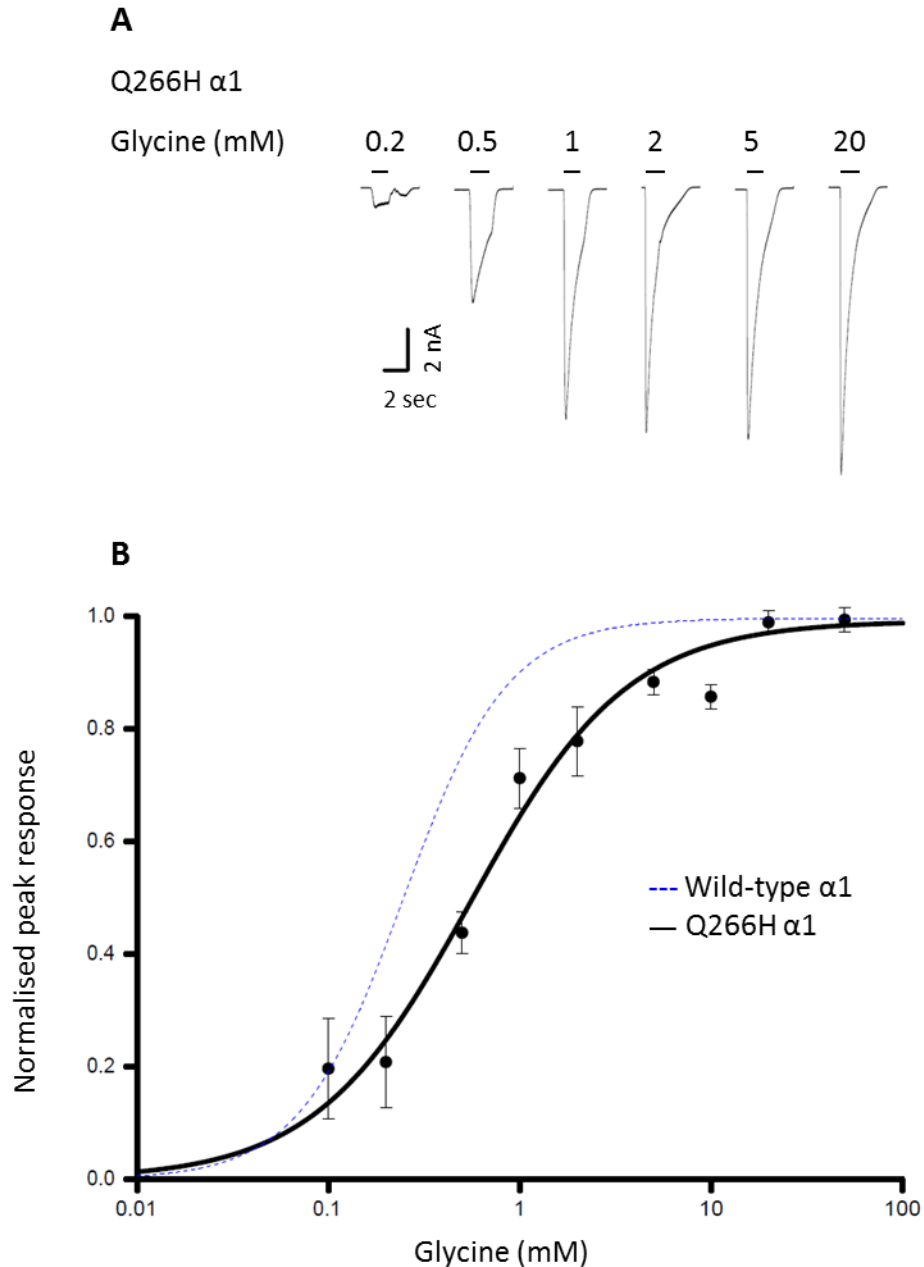 A
Q266H α1
Glycine (mM) 0.2 0.5 1 2 5 20
2 nA
2 sec
B
1.0
0.8
0.6
0.4
0.2
0.0
Normalised peak response
Wild-type α1
Q266H α1
0.01 0.1 1 10 100
Glycine (mM)